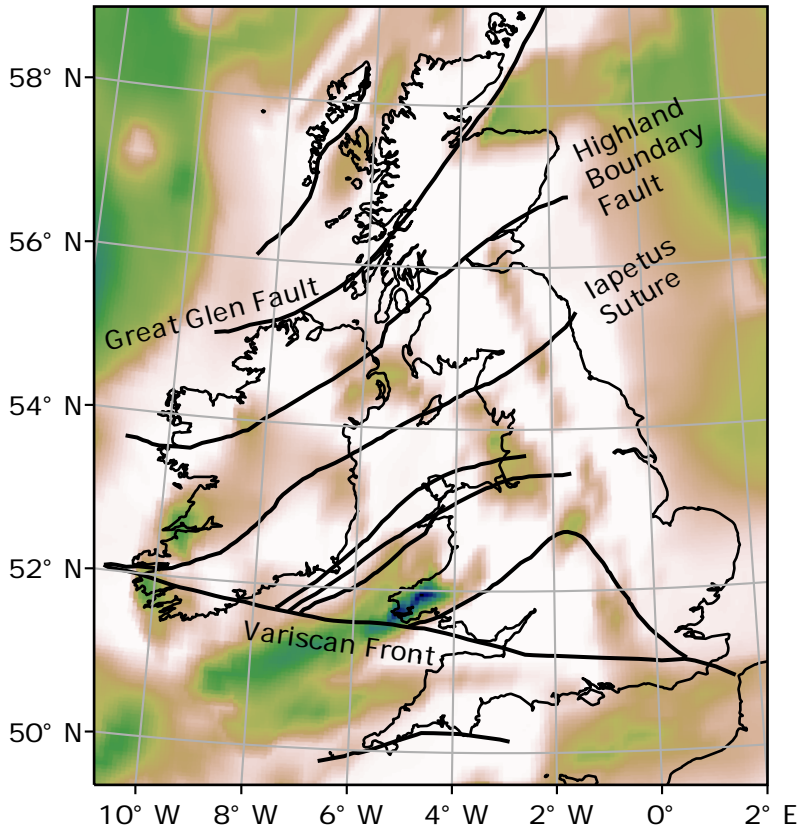 58° N
56° N
54° N
52° N
50° N
Highland
Boundary
Fault
Iapetus
Suture
Great Glen Fault
Variscan Front
10° W
8° W
6° W
4° W
2° W
0°
2° E